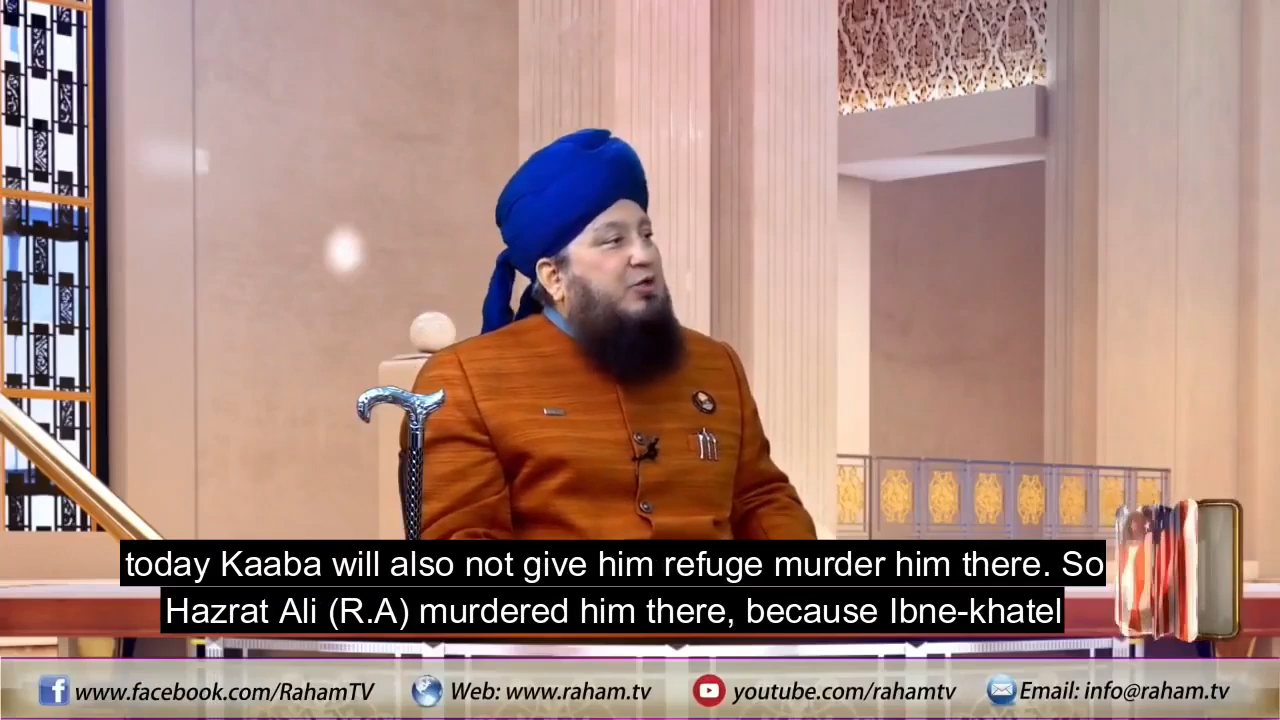 today Kaaba will also not give him refuge murder him there. So
Hazrat Ali (R.A) murdered him there, because Ibne-khatel
www.facebook.com/RahamTV Web: www.raham.tv youtube.com/rahamtv Email: info@raham.tv